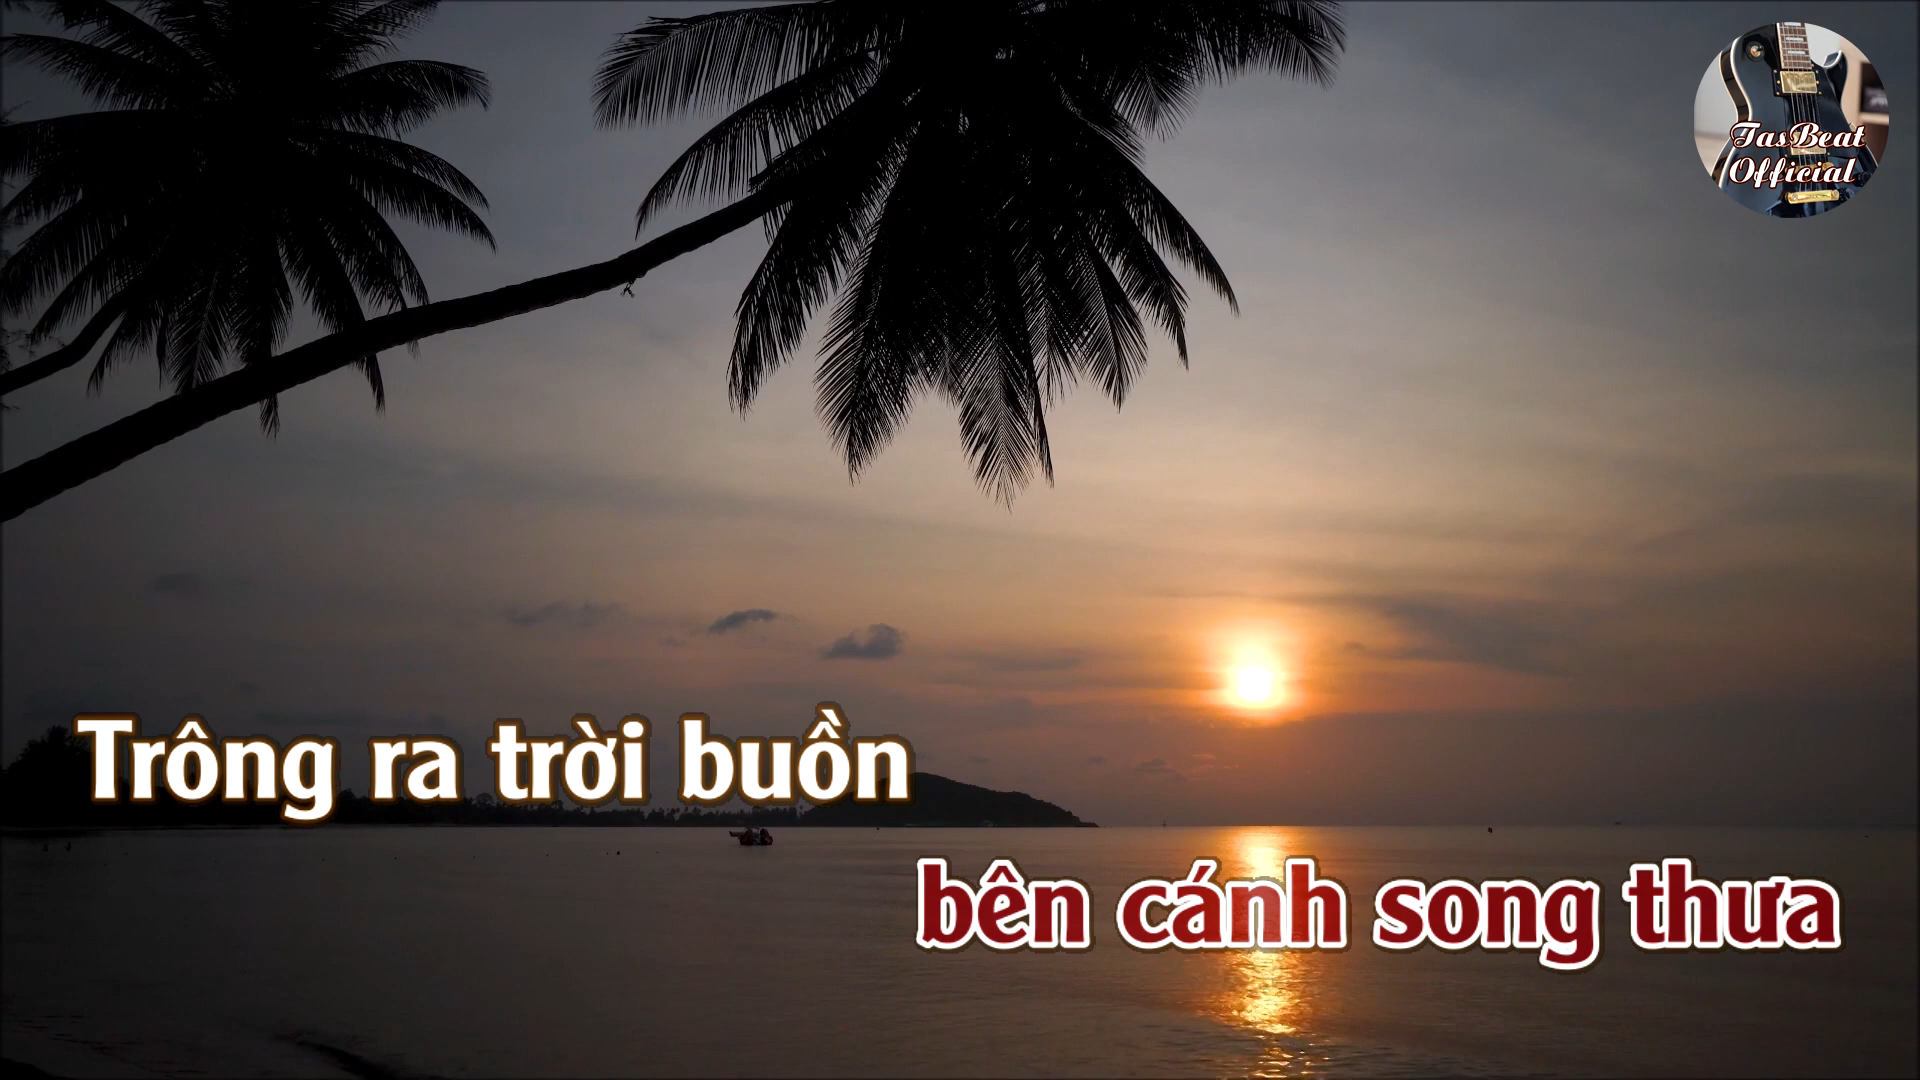 TasBeat
Official
Trông ra trời buồn
bên cánh song thưa